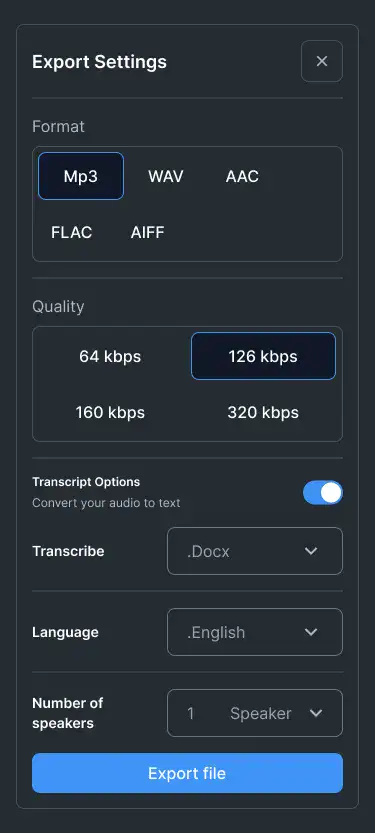 Export Settings
Format
Mp3 WAV AAC
FLAC AIFF
Quality
64 kbps 126 kbps
160 kbps 320 kbps
Transcript Options
Convert your audio to text
Transcribe .Docx
Language .English
Number of
speakers 1 Speaker
Export file